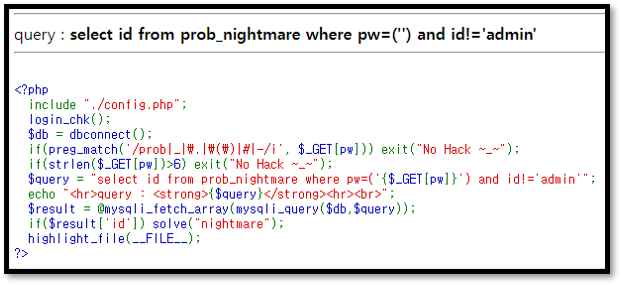 query : select id from prob_nightmare where pw=('') and id!='admin'
<?php
include "./config.php";
login_chk();
$db = dbconnect();
if(preg_match('/prob|_|₩.|₩(₩)|#|-/i', $_GET[pw])) exit("No Hack ~_~");
if(strlen($_GET[pw])>6) exit("No Hack ~_~");
$query = "select id from prob_nightmare where pw=('{$_GET[pw]}') and id!='admin'";
echo "<hr>query : <strong>{$query}</strong><hr><br>";
$result = @mysqli_fetch_array(mysqli_query($db,$query));
if($result['id']) solve("nightmare");
highlight_file(__FILE__);
?>